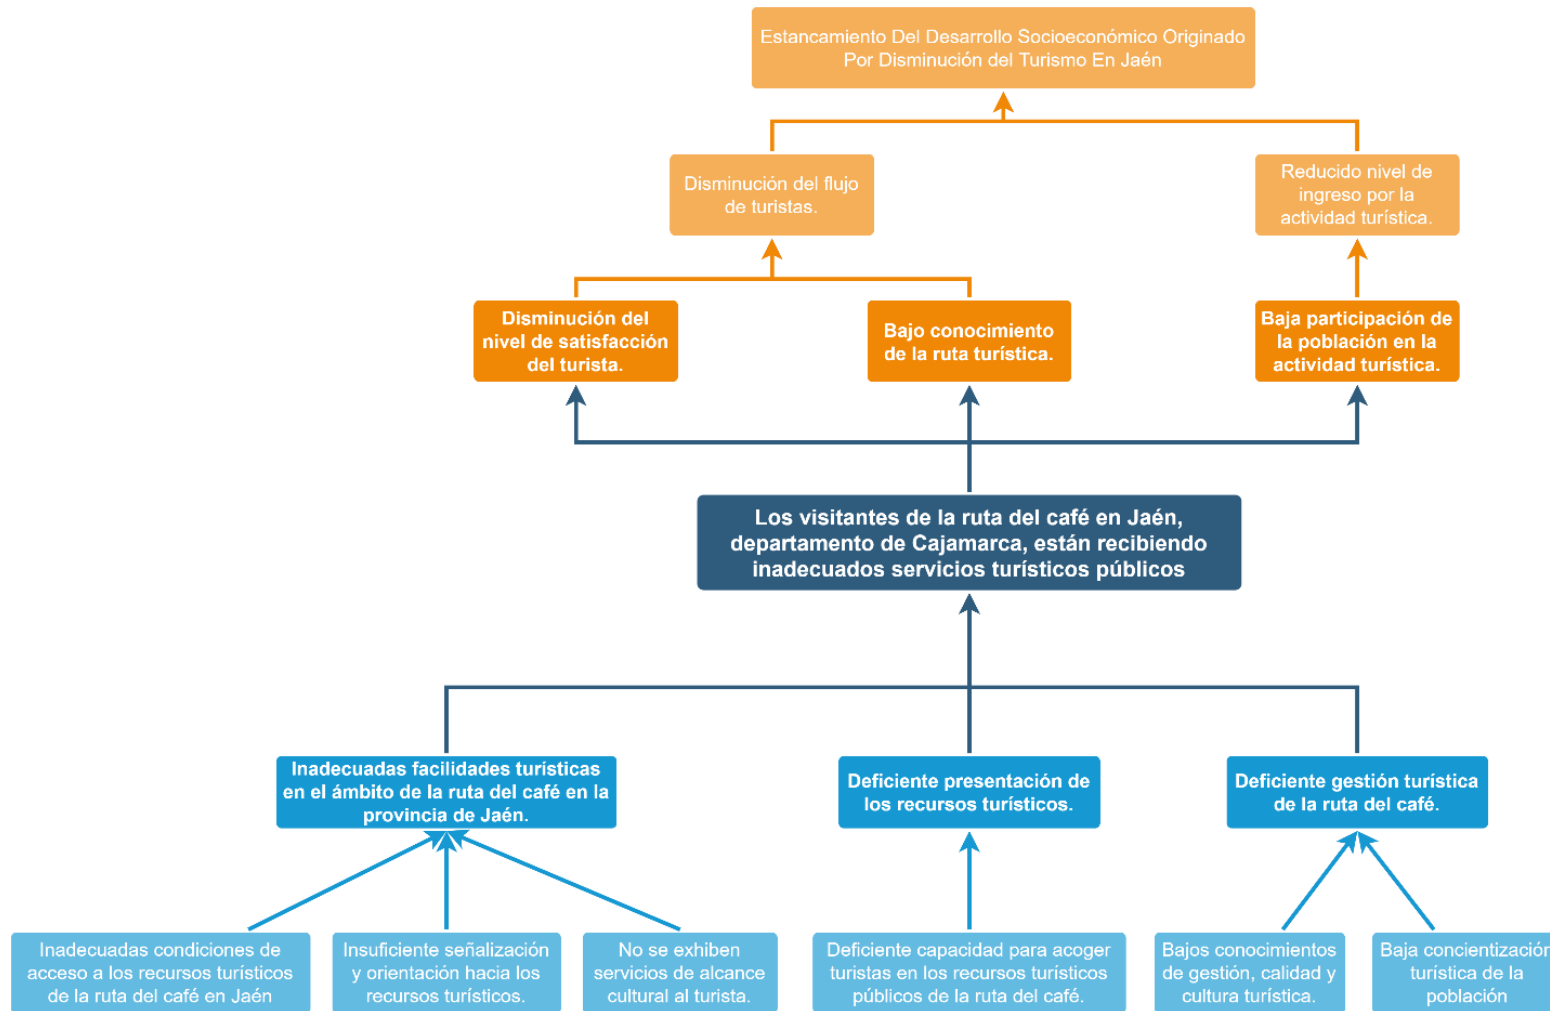 Estancamiento Del Desarrollo Socioeconómico Originado
Por Disminución del Turismo En Jaén
Disminución del flujo
de turistas.
Reducido nivel de
ingreso por la
actividad turística.
Disminución del
nivel de satisfacción
del turista.
Bajo conocimiento
de la ruta turística.
Baja participación de
la población en la
actividad turística.
Los visitantes de la ruta del café en Jaén,
departamento de Cajamarca, están recibiendo
inadecuados servicios turísticos públicos
Inadecuadas facilidades turísticas
en el ámbito de la ruta del café en la
provincia de Jaén.
Deficiente presentación de
los recursos turísticos.
Deficiente gestión turística
de la ruta del café.
Inadecuadas condiciones de
acceso a los recursos turísticos
de la ruta del café en Jaén
Insuficiente señalización
y orientación hacia los
recursos turísticos.
No se exhiben
servicios de alcance
cultural al turista.
Deficiente capacidad para acoger
turistas en los recursos turísticos
públicos de la ruta del café.
Bajos conocimientos
de gestión, calidad y
cultura turística.
Baja concientización
turística de la
población